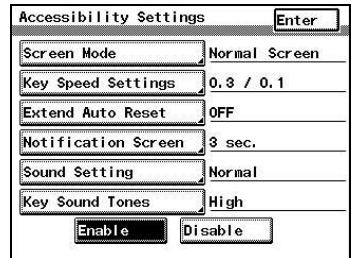 Accessibility Settings Enter
Screen Mode Normal Screen
Key Speed Settings 0.3 / 0.1
Extend Auto Reset OFF
Notification Screen 3 sec.
Sound Setting Normal
Key Sound Tones High
Enable Disable